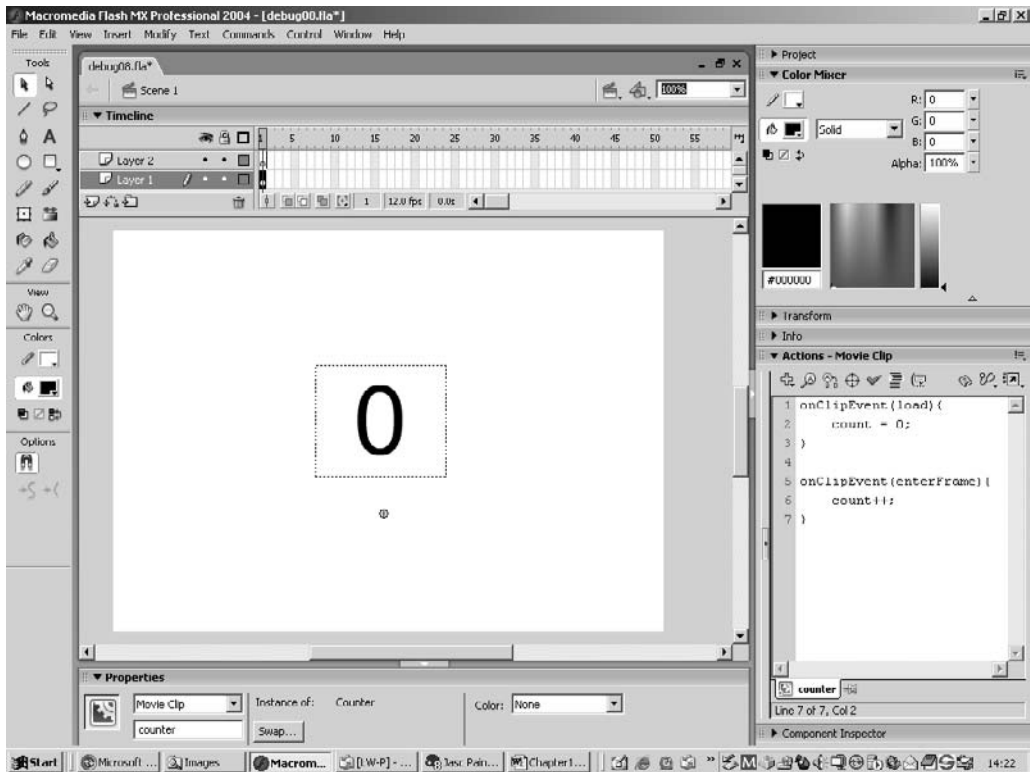 Macromedia Flash MX Professional 2004 - [debug00.fla*]
File Edit View Insert Modify Text Commands Control Window Help
Tools
View
Colors
Options
debug08.fla*
Scene 1
100%
Timeline
1 5 10 15 20 25 30 35 40 45 50 55
Layer 2
Layer 1
1 12.0 fps 0.0s
0
Properties
Movie Clip
Instance of: Counter
Color: None
counter
Swap...
Project
Color Mixer
R: 0
Solid
G: 0
B: 0
Alpha: 100%
#000000
Transform
Info
Actions - Movie Clip
1 onClipEvent(load){
2 count = 0;
3 }
4
5 onClipEvent(enterFrame){
6 count++;
7 }
counter
Line 7 of 7, Col 2
Component Inspector
Start
Microsoft ...
Images
Macrom...
[LW-P] - ...
Jasc Pain...
Chapter1...
14:22